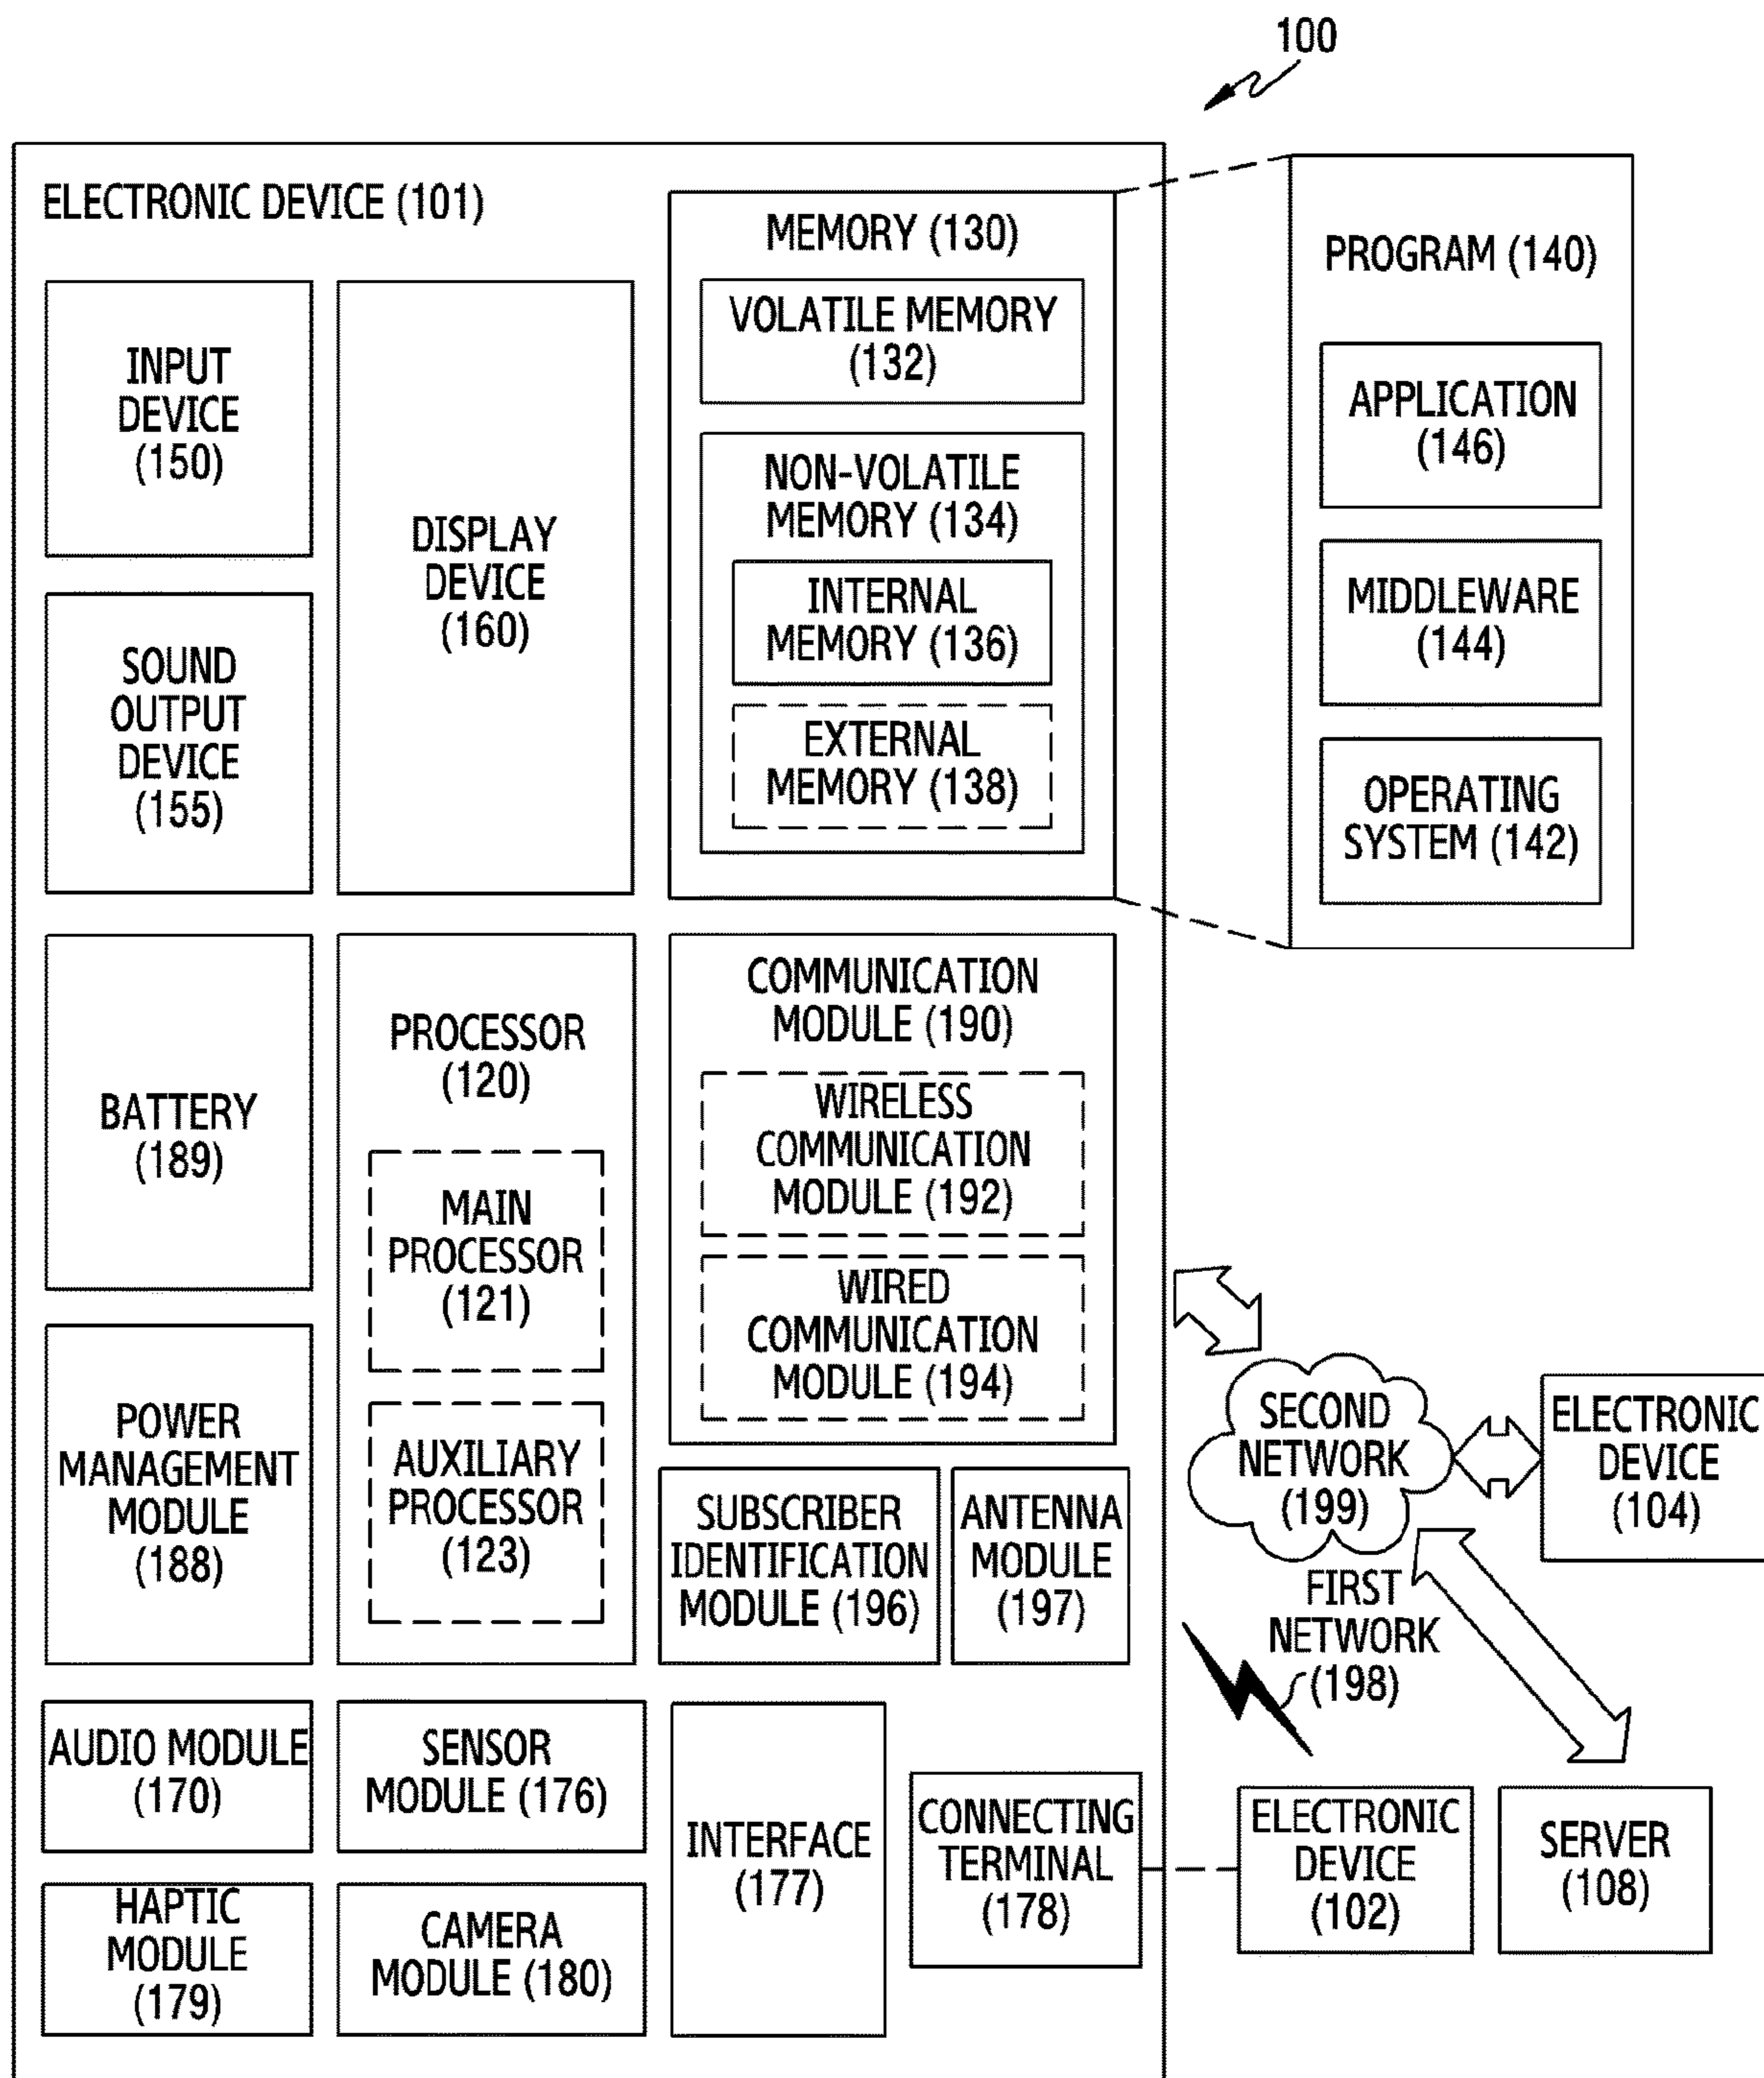 100
ELECTRONIC DEVICE (101)
INPUT
DEVICE
(150)
SOUND
OUTPUT
DEVICE
(155)
DISPLAY
DEVICE
(160)
MEMORY (130)
VOLATILE MEMORY
(132)
NON-VOLATILE
MEMORY (134)
INTERNAL
MEMORY (136)
EXTERNAL
MEMORY (138)
PROGRAM (140)
APPLICATION
(146)
MIDDLEWARE
(144)
OPERATING
SYSTEM (142)
BATTERY
(189)
POWER
MANAGEMENT
MODULE
(188)
PROCESSOR
(120)
MAIN
PROCESSOR
(121)
AUXILIARY
PROCESSOR
(123)
COMMUNICATION
MODULE (190)
WIRELESS
COMMUNICATION
MODULE (192)
WIRED
COMMUNICATION
MODULE (194)
SUBSCRIBER
IDENTIFICATION
MODULE (196)
ANTENNA
MODULE
(197)
SECOND
NETWORK
(199)
ELECTRONIC
DEVICE
(104)
FIRST
NETWORK
(198)
AUDIO MODULE
(170)
SENSOR
MODULE (176)
INTERFACE
(177)
CONNECTING
TERMINAL
(178)
ELECTRONIC
DEVICE
(102)
SERVER
(108)
HAPTIC
MODULE
(179)
CAMERA
MODULE (180)